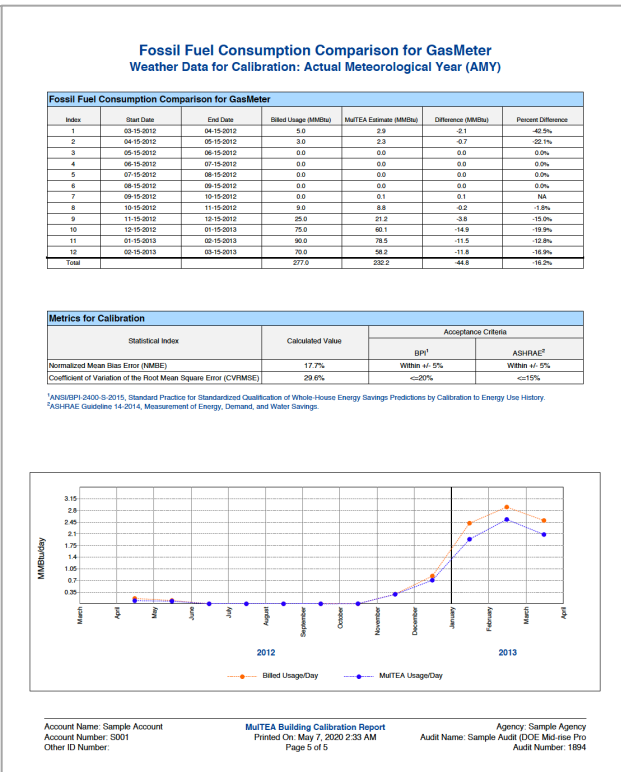 Fossil Fuel Consumption Comparison for GasMeter
Weather Data for Calibration: Actual Meteorological Year (AMY)
Fossil Fuel Consumption Comparison for GasMeter
Index Start Date End Date Billed Usage (MMBtu) MulTEA Estimate (MMBtu) Difference (MMBtu) Percent Difference
1 03-15-2012 04-15-2012 5.0 2.9 -2.1 -42.5%
2 04-15-2012 05-15-2012 3.0 2.3 -0.7 -22.1%
3 05-15-2012 06-15-2012 0.0 0.0 0.0 0.0%
4 06-15-2012 07-15-2012 0.0 0.0 0.0 0.0%
5 07-15-2012 08-15-2012 0.0 0.0 0.0 0.0%
6 08-15-2012 09-15-2012 0.0 0.0 0.0 0.0%
7 09-15-2012 10-15-2012 0.0 0.1 0.1 NA
8 10-15-2012 11-15-2012 9.0 8.8 -0.2 -1.8%
9 11-15-2012 12-15-2012 25.0 21.2 -3.8 -15.0%
10 12-15-2012 01-15-2013 75.0 60.1 -14.9 -19.9%
11 01-15-2013 02-15-2013 90.0 78.5 -11.5 -12.8%
12 02-15-2013 03-15-2013 70.0 58.2 -11.8 -16.9%
Total 277.0 232.2 -44.8 -16.2%
Metrics for Calibration
Statistical Index Calculated Value Acceptance Criteria
BPI¹ ASHRAE²
Normalized Mean Bias Error (NMBE) 17.7% Within +/- 5% Within +/- 5%
Coefficient of Variation of the Root Mean Square Error (CVRMSE) 29.6% <=20% <=15%
¹ANSI/BPI-2400-S-2015, Standard Practice for Standardized Qualification of Whole-House Energy Savings Predictions by Calibration to Energy Use History.
²ASHRAE Guideline 14-2014, Measurement of Energy, Demand, and Water Savings.
MMBtu/day
3.15
2.8
2.45
2.1
1.75
1.4
1.05
0.7
0.35
March April May June July August September October November December January February March April
2012 2013
Billed Usage/Day MulTEA Usage/Day
Account Name: Sample Account MulTEA Building Calibration Report Agency: Sample Agency
Account Number: S001 Printed On: May 7, 2020 2:33 AM Audit Name: Sample Audit (DOE Mid-rise Pro
Other ID Number: Page 5 of 5 Audit Number: 1894